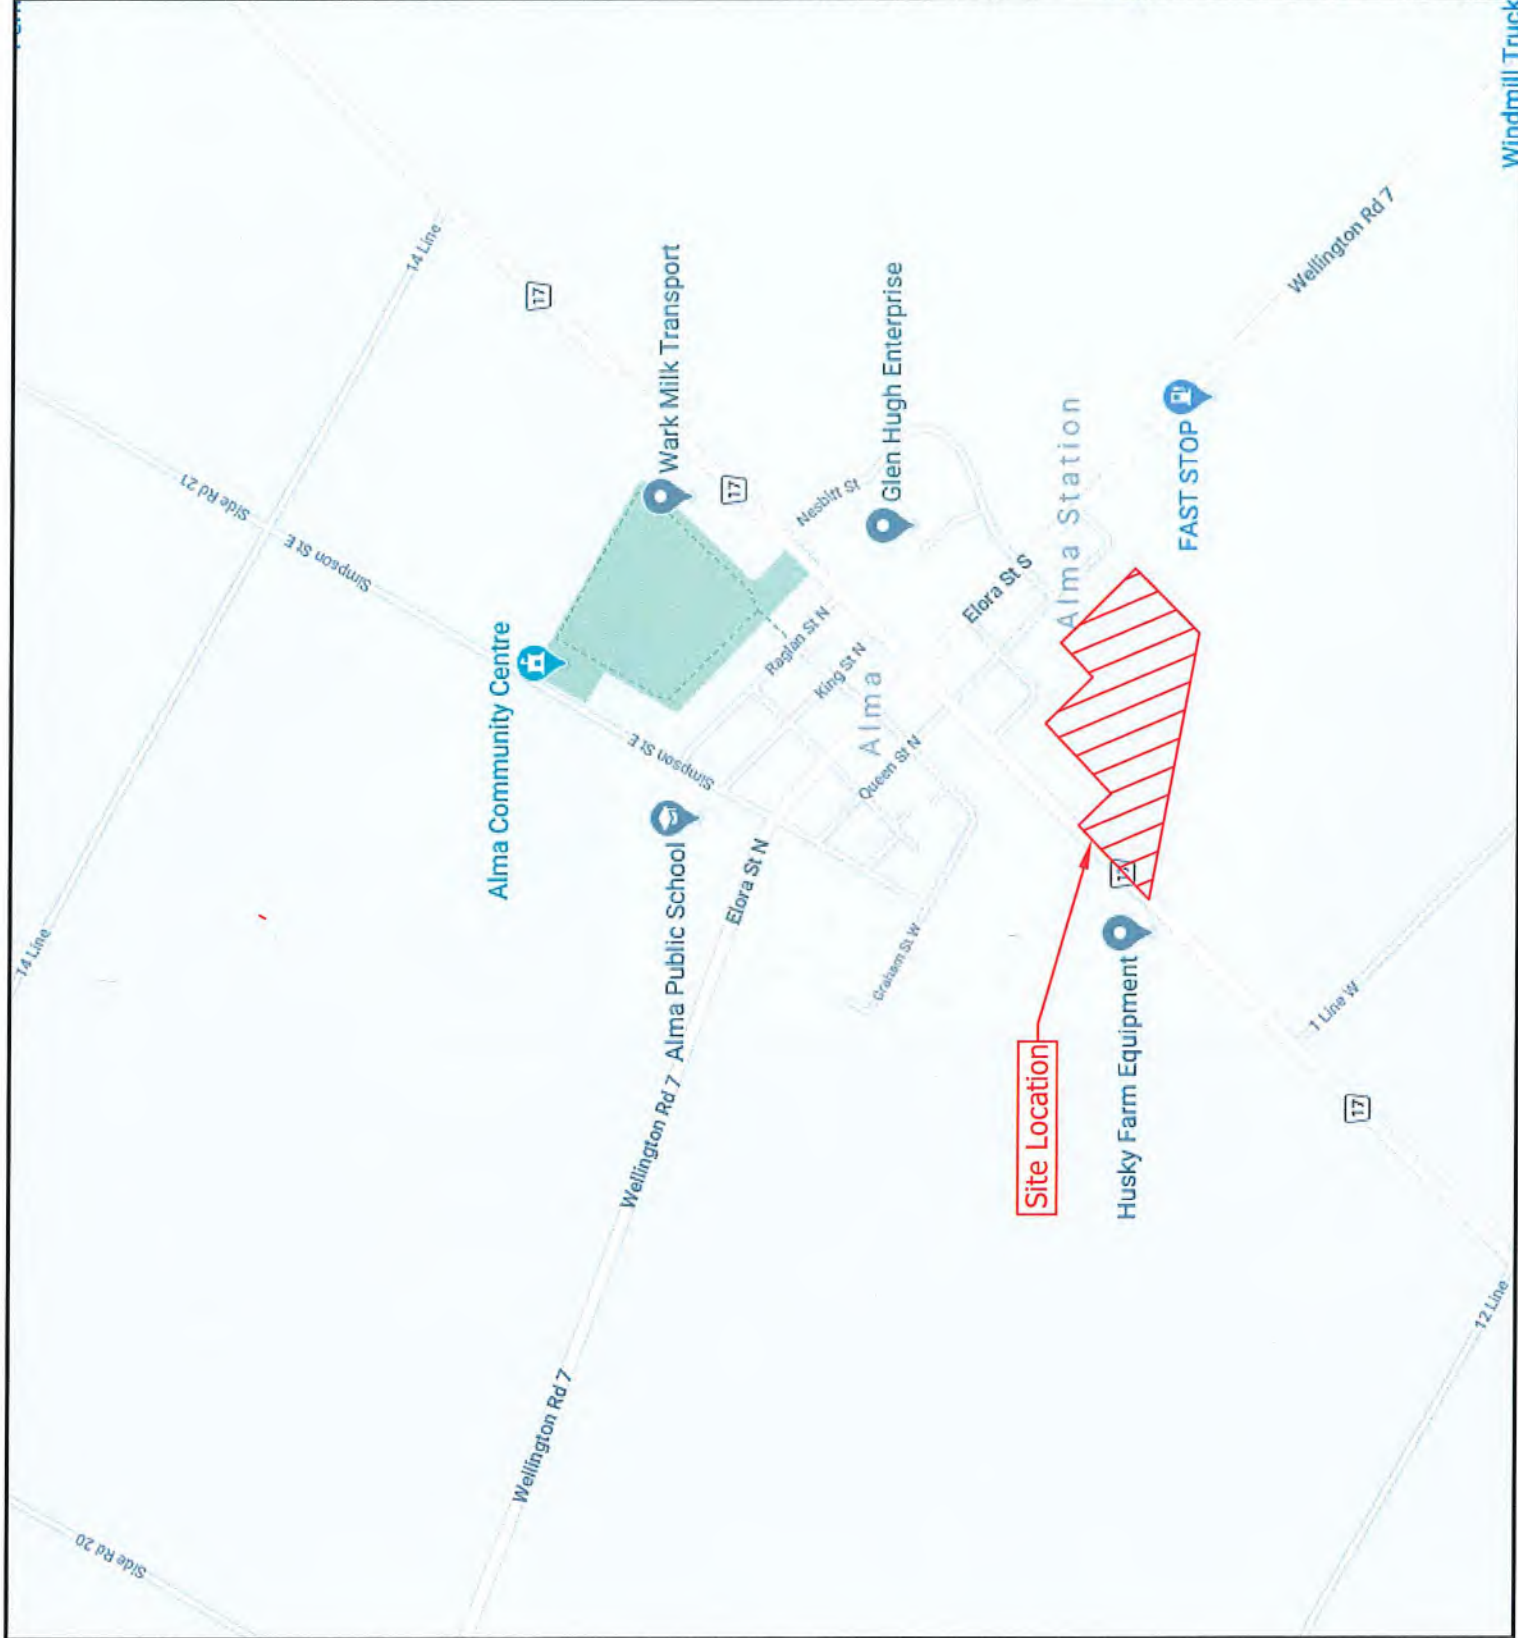 14 Line
Side Rd 20
Side Rd 21
Simpson St E
14 Line
Alma Community Centre
17
Wellington Rd 7
Wellington Rd 7
Simpson St E
Wark Milk Transport
Alma Public School
17
Elora St N
Raglan St N
Nesbitt St
King St N
Alma
Queen St N
Glen Hugh Enterprise
Graham St W
Elora St S
Site Location
Alma Station
17
Husky Farm Equipment
FAST STOP
1 Line W
Wellington Rd 7
17
12 Line
Windmill Truck